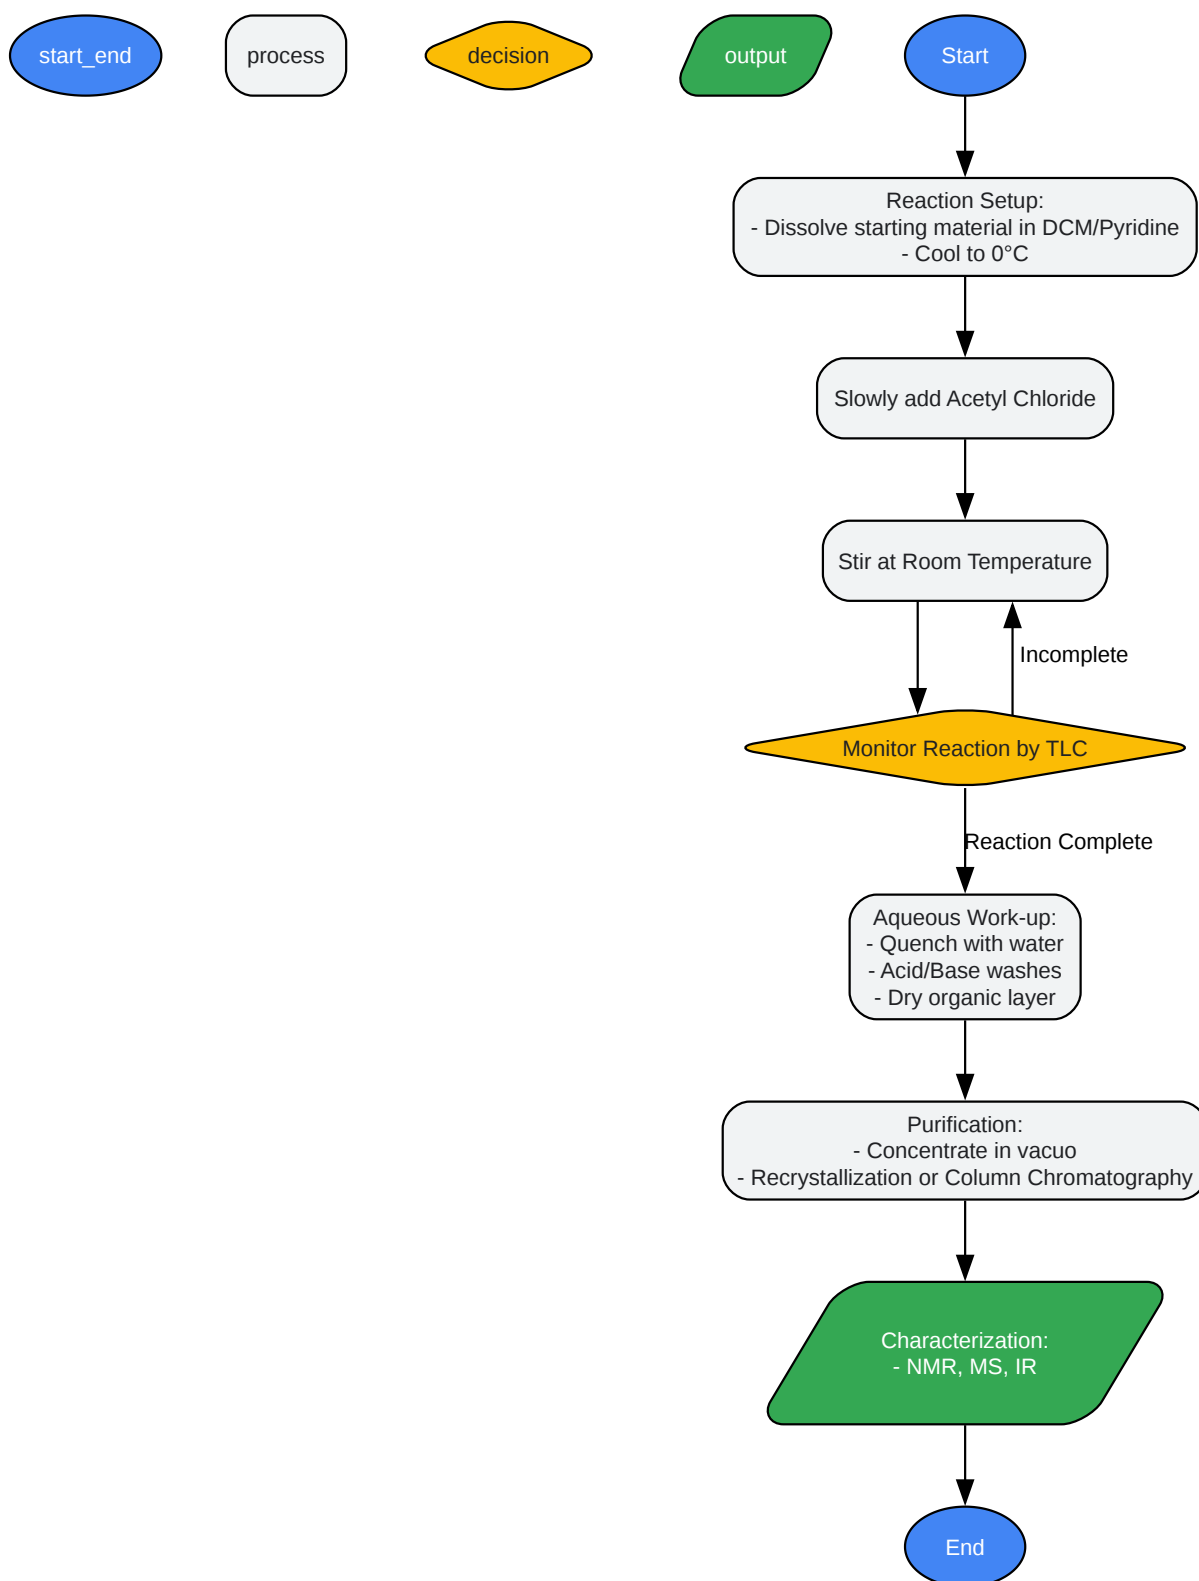 start_end
process
decision
output
Start
Reaction Setup:
- Dissolve starting material in DCM/Pyridine
- Cool to 0°C
Slowly add Acetyl Chloride
Stir at Room Temperature
Incomplete
Monitor Reaction by TLC
Reaction Complete
Aqueous Work-up:
- Quench with water
- Acid/Base washes
- Dry organic layer
Purification:
- Concentrate in vacuo
- Recrystallization or Column Chromatography
Characterization:
- NMR, MS, IR
End